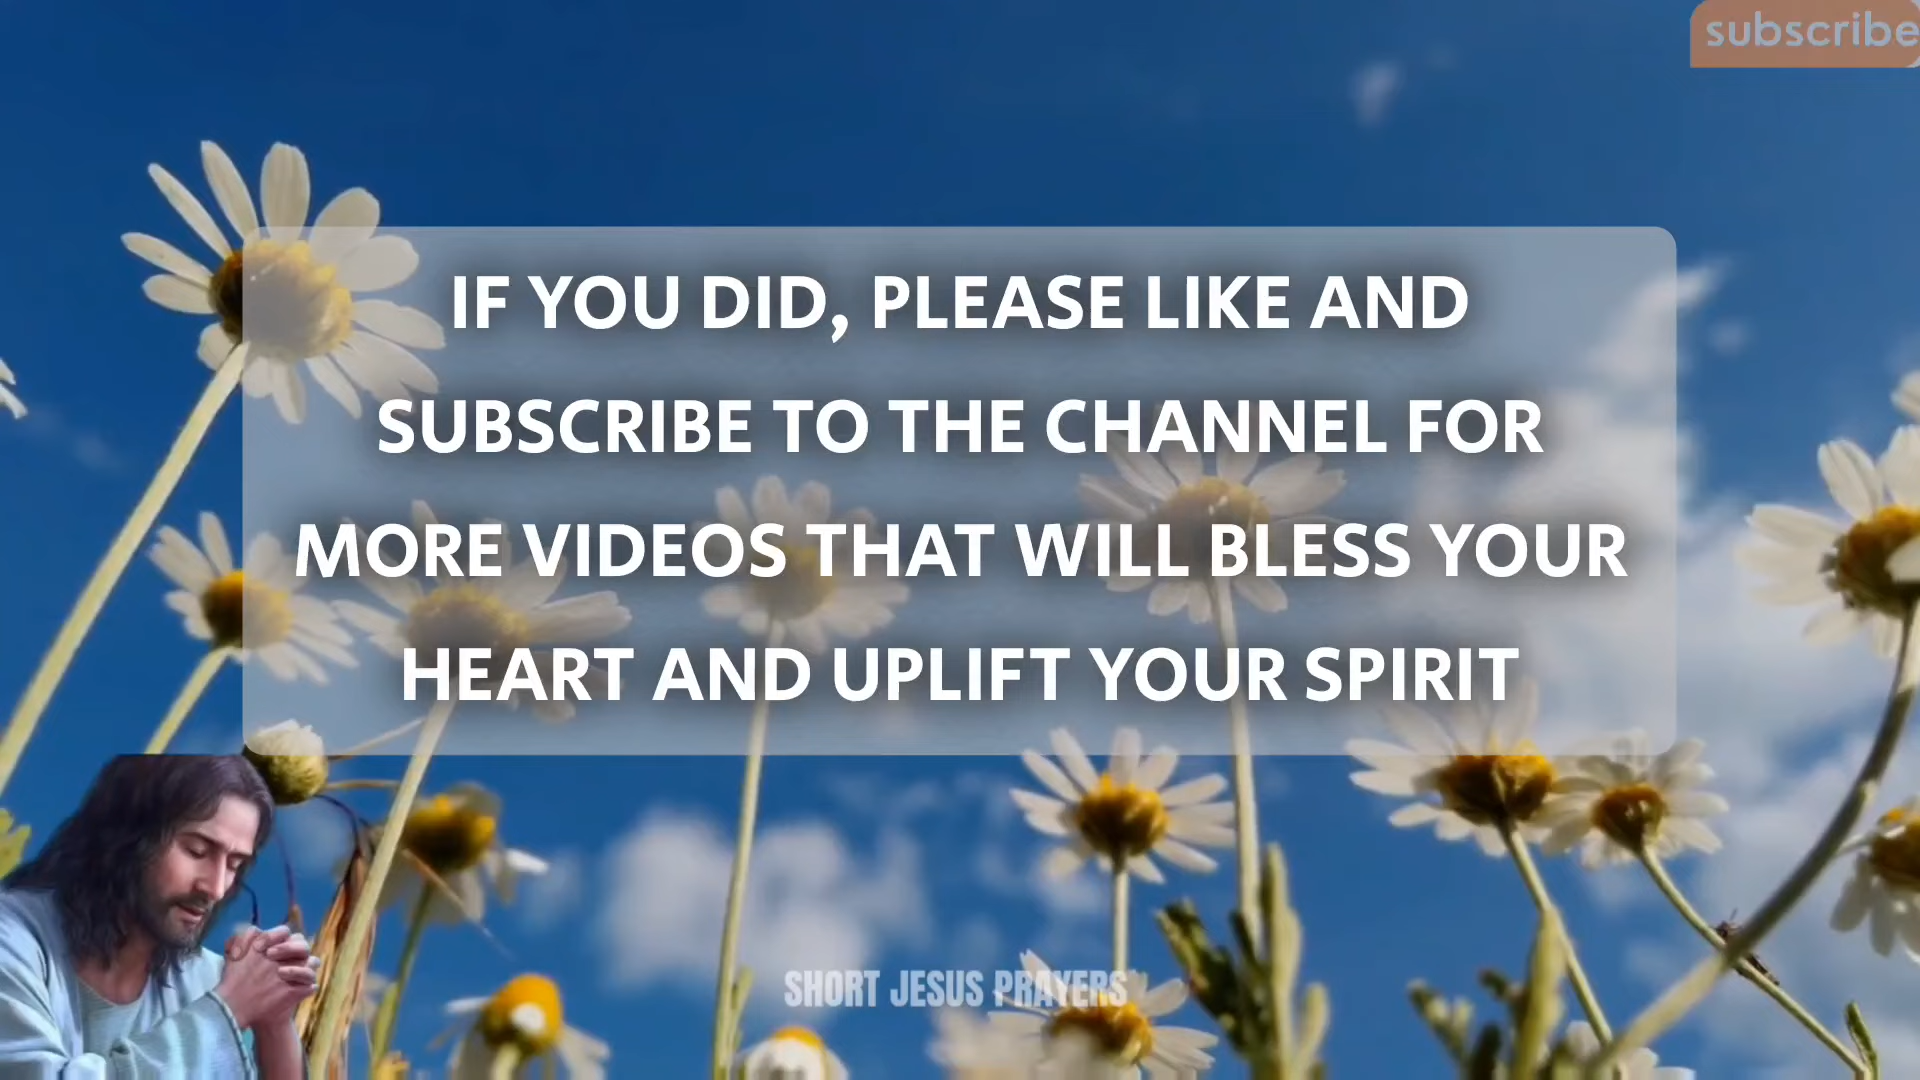 subscribe
IF YOU DID, PLEASE LIKE AND
SUBSCRIBE TO THE CHANNEL FOR
MORE VIDEOS THAT WILL BLESS YOUR
HEART AND UPLIFT YOUR SPIRIT
SHORT JESUS PRAYERS